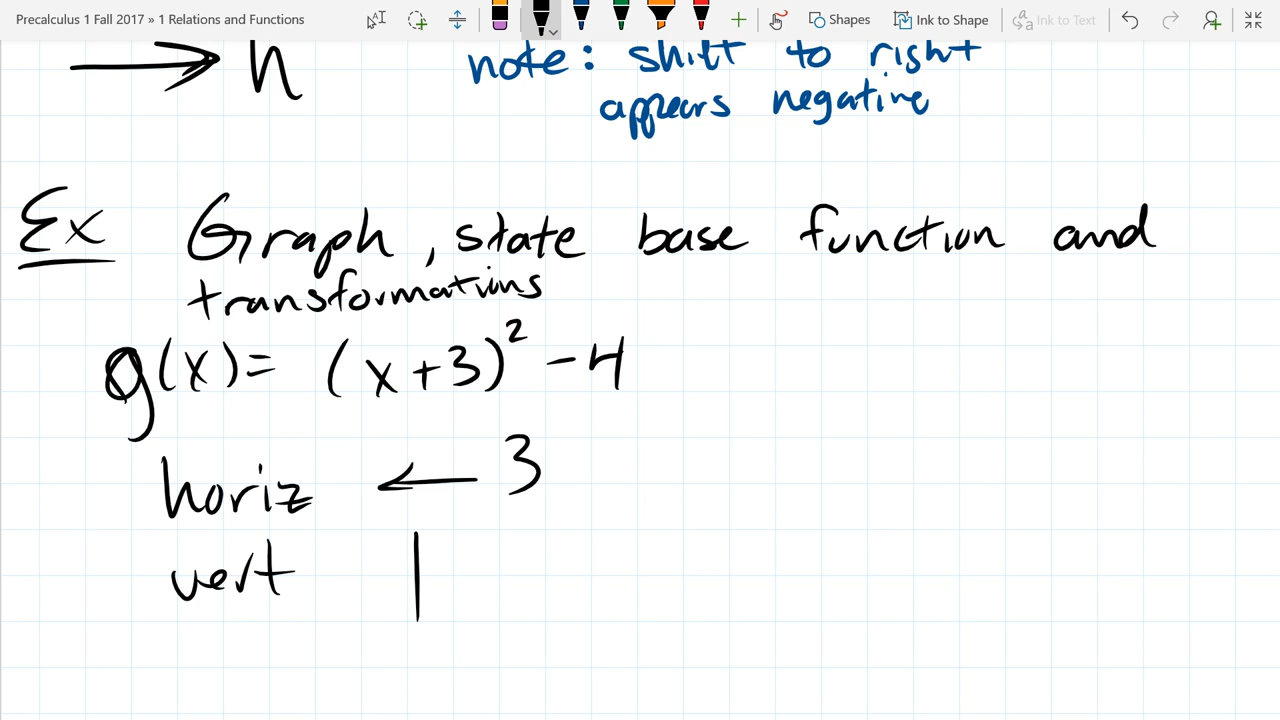 Precalculus 1 Fall 2017 » 1 Relations and Functions
Shapes
Ink to Shape
Ink to Text
→ h
note: shift to right
appears negative
Ex Graph, state base function and
transformations
g(x) = (x+3)² - 4
horiz ← 3
vert |